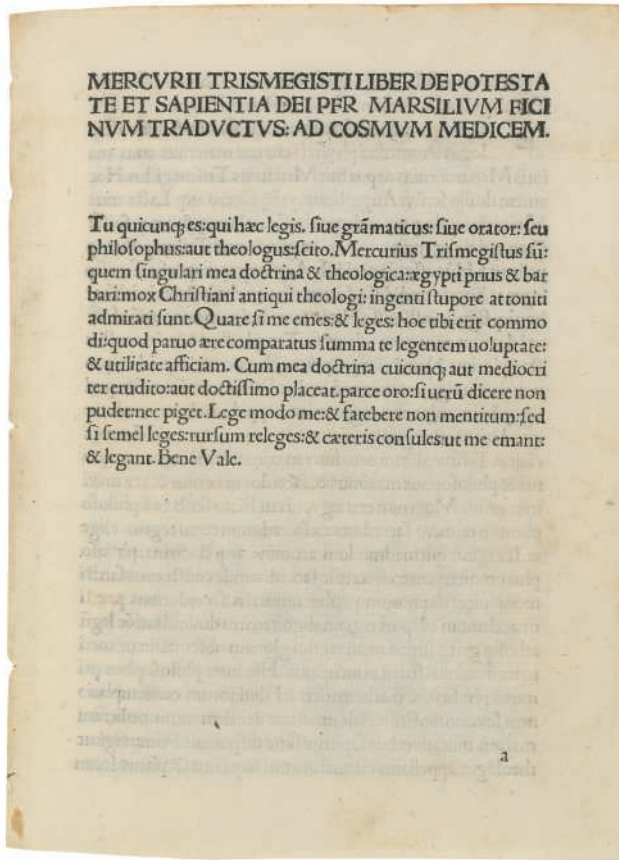 MERCVRII TRISMEGISTI LIBER DE POTESTA
TE ET SAPIENTIA DEI PER MARSILIVM FICI
NVM TRADVCTVS: AD COSMVM MEDICEM.
Tu quicunqꝫ es: qui hæc legis. ſiue grãmaticus: ſiue orator: ſeu
philoſophus: aut theologus: ſcito. Mercurius Triſmegiſtus sũ:
quem ſingulari mea doctrina & theologica: ægypti prius & bar
bari: mox Chriſtiani antiqui theologi: ingenti ſtupore attoniti
admirati ſunt. Quare ſi me emes: & leges: hoc tibi erit commo
di: quod paruo ære comparatus ſumma te legentem uoluptate:
& utilitate afficiam. Cum mea doctrina cuicunqꝫ aut mediocri
ter erudito: aut doctiſſimo placeat. parce oro: ſi uerũ dicere non
pudet: nec piget. Lege modo me: & fatebere non mentitum: ſed
ſi ſemel leges: rurſum releges: & cæteris conſules: ut me emant:
& legant. Bene Vale.
a